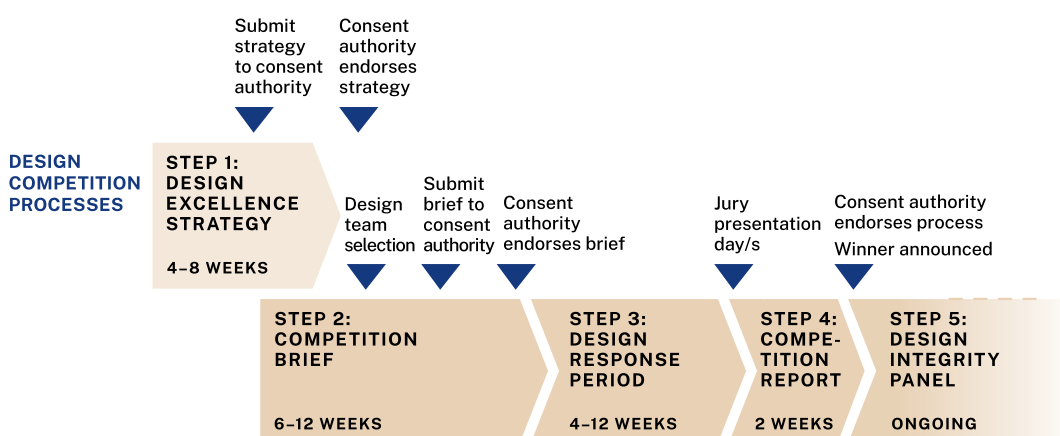 Submit
strategy
to consent
authority
Consent
authority
endorses
strategy
DESIGN
COMPETITION
PROCESSES
STEP 1:
DESIGN
EXCELLENCE
STRATEGY
4–8 WEEKS
Design
team
selection
Submit
brief to
consent
authority
Consent
authority
endorses brief
Jury
presentation
day/s
Consent authority
endorses process
Winner announced
STEP 2:
COMPETITION
BRIEF
6–12 WEEKS
STEP 3:
DESIGN
RESPONSE
PERIOD
4–12 WEEKS
STEP 4:
COMPE-
TITION
REPORT
2 WEEKS
STEP 5:
DESIGN
INTEGRITY
PANEL
ONGOING